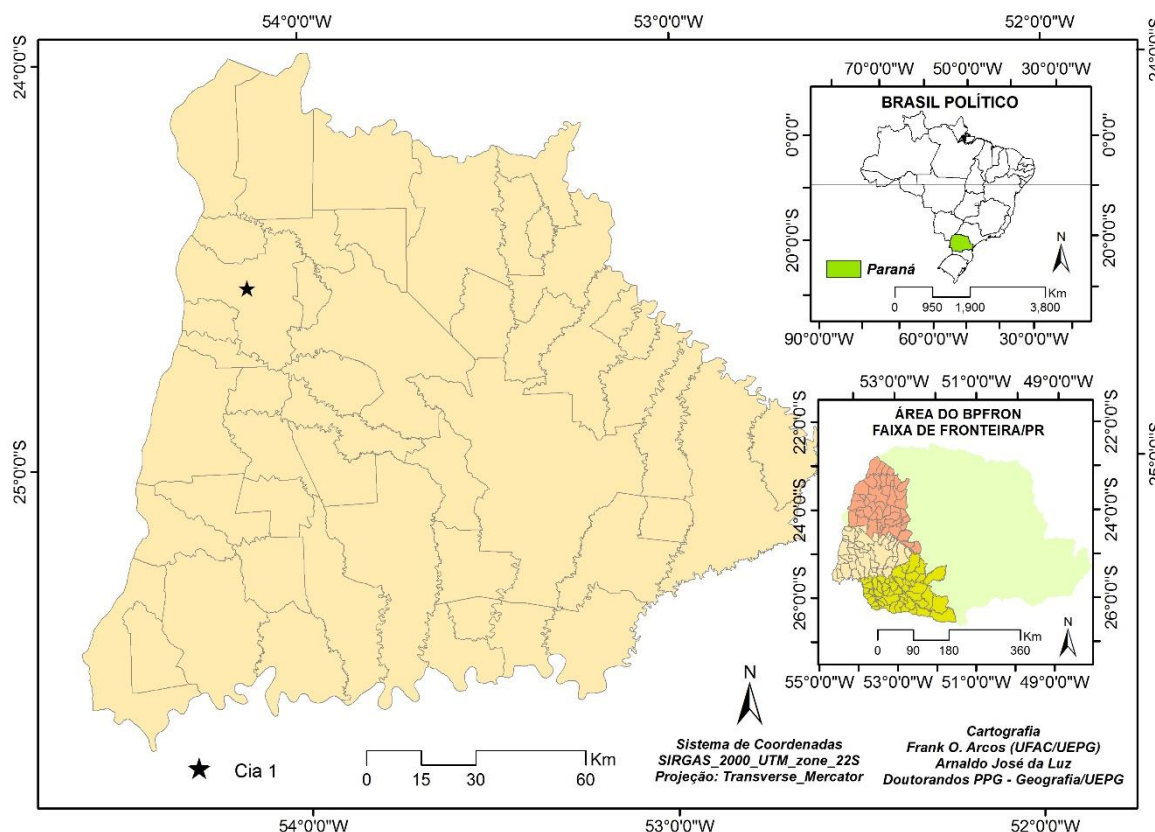 54°0'0"W
53°0'0"W
52°0'0"W
24°0'0"S
24°0'0"S
25°0'0"S
25°0'0"S
70°0'0"W
50°0'0"W
30°0'0"W
BRASIL POLÍTICO
0°0'0"
0°0'0"
20°0'0"S
20°0'0"S
N
Paraná
Km
0 950 1,900 3,800
90°0'0"W
60°0'0"W
30°0'0"W
53°0'0"W
51°0'0"W
49°0'0"W
ÁREA DO BPFRON
FAIXA DE FRONTEIRA/PR
22°0'0"S
22°0'0"S
24°0'0"S
24°0'0"S
26°0'0"S
26°0'0"S
Km
0 90 180 360
N
55°0'0"W
53°0'0"W
51°0'0"W
49°0'0"W
N
Cia 1
Km
0 15 30 60
Sistema de Coordenadas
SIRGAS_2000_UTM_zone_22S
Projeção: Transverse_Mercator
Cartografia
Frank O. Arcos (UFAC/UEPG)
Arnaldo José da Luz
Doutorandos PPG - Geografia/UEPG
54°0'0"W
53°0'0"W
52°0'0"W